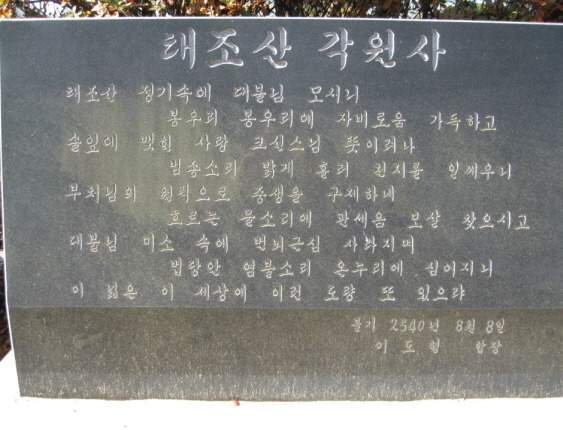 태조산 각원사
태조산 정기속에 대불님 모시니
봉우리 봉우리에 자비로움 가득하고
솔잎에 맺힌 사람 크신스님 뜻이러나
범종소리 밝게 흘러 천지를 일깨우니
부처님의 원력으로 중생을 구제하네
흐르는 물소리에 관세음 보살 찾으시고
대불님 미소 속에 번뇌근심 사라지며
법당안 염불소리 온누리에 심어지니
이 넓은 이 세상에 이런 도량 또 있으랴
불기 2540년 8월 8일
이 도 형 합장